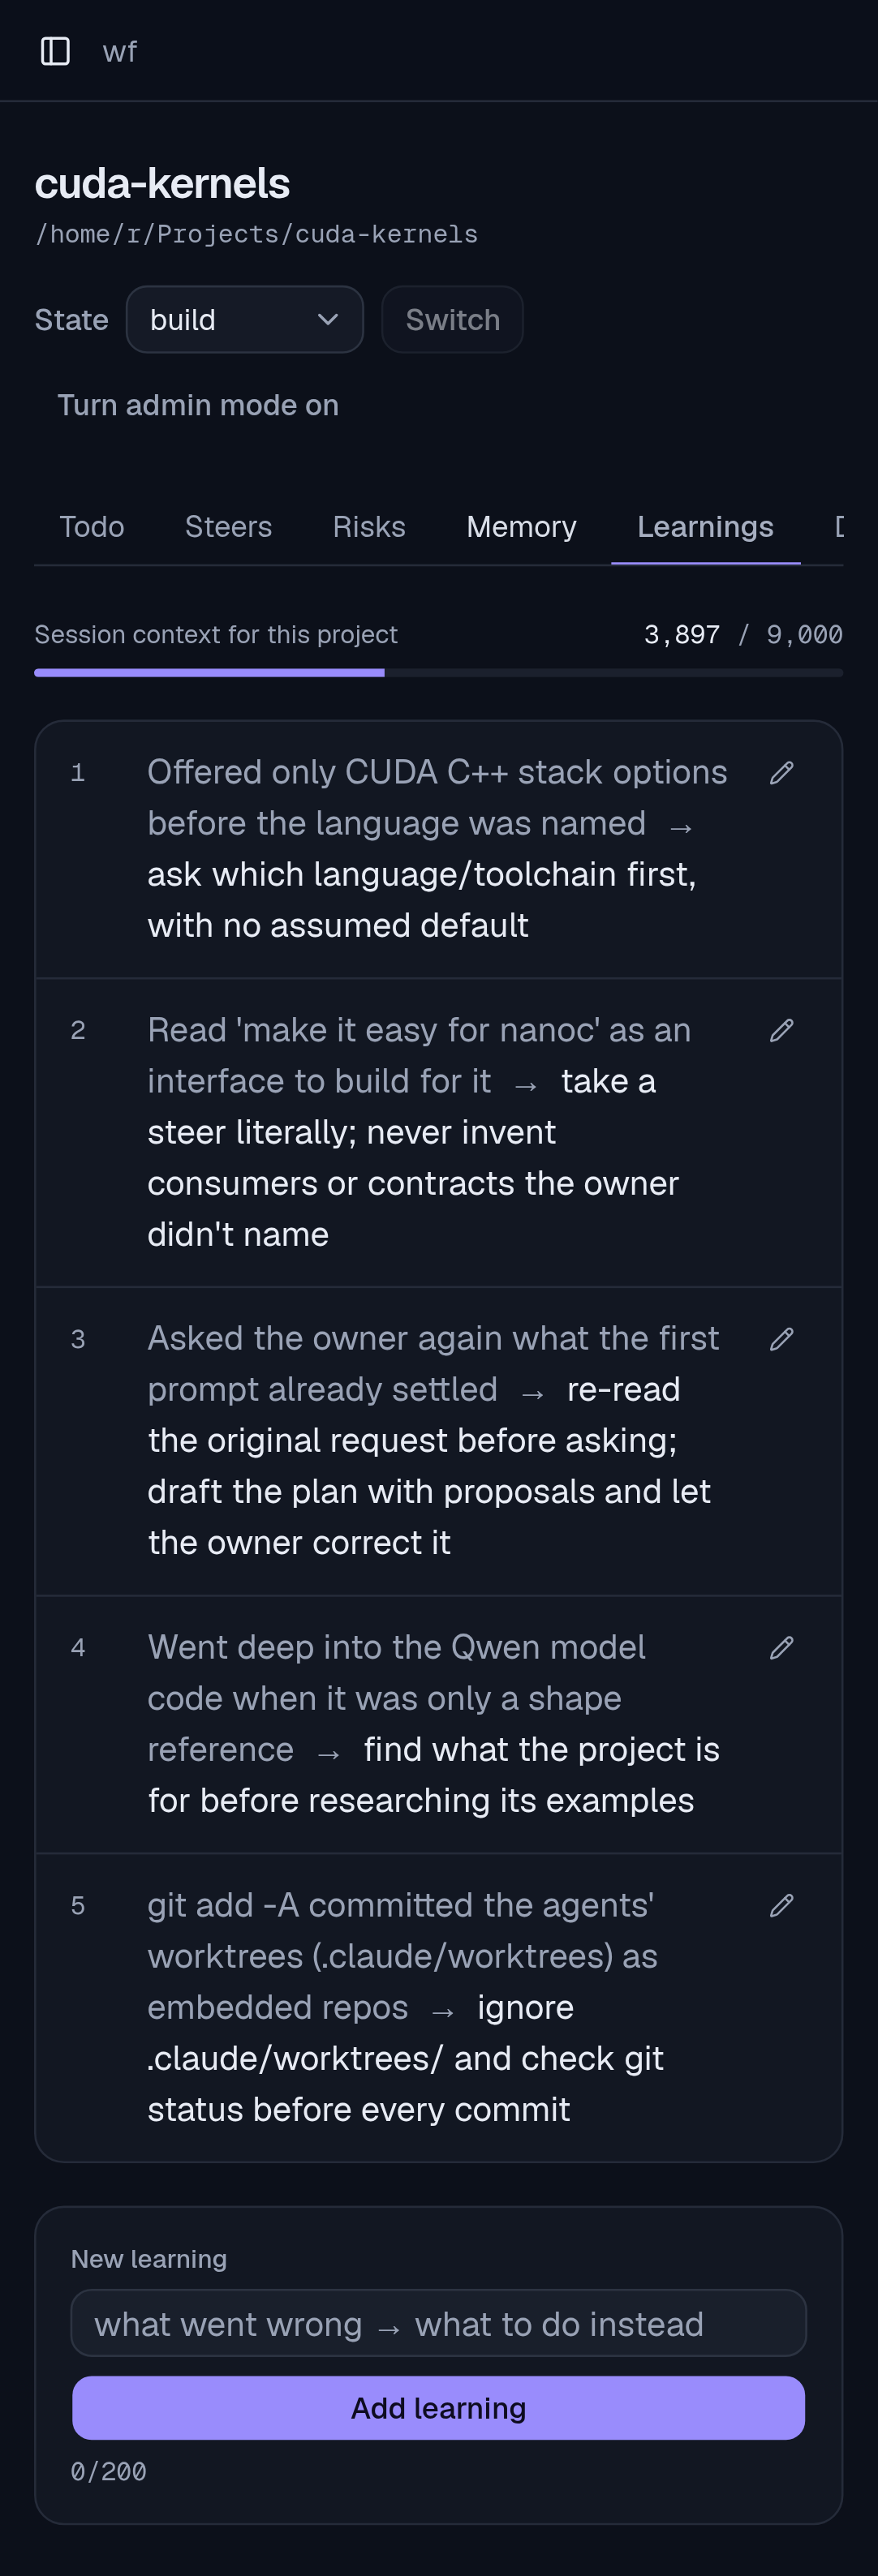 wf
cuda-kernels
/home/r/Projects/cuda-kernels
State build Switch
Turn admin mode on
Todo Steers Risks Memory Learnings
Session context for this project 3,897 / 9,000
1 Offered only CUDA C++ stack options
before the language was named →
ask which language/toolchain first,
with no assumed default
2 Read 'make it easy for nanoc' as an
interface to build for it → take a
steer literally; never invent
consumers or contracts the owner
didn't name
3 Asked the owner again what the first
prompt already settled → re-read
the original request before asking;
draft the plan with proposals and let
the owner correct it
4 Went deep into the Qwen model
code when it was only a shape
reference → find what the project is
for before researching its examples
5 git add -A committed the agents'
worktrees (.claude/worktrees) as
embedded repos → ignore
.claude/worktrees/ and check git
status before every commit
New learning
what went wrong → what to do instead
Add learning
0/200